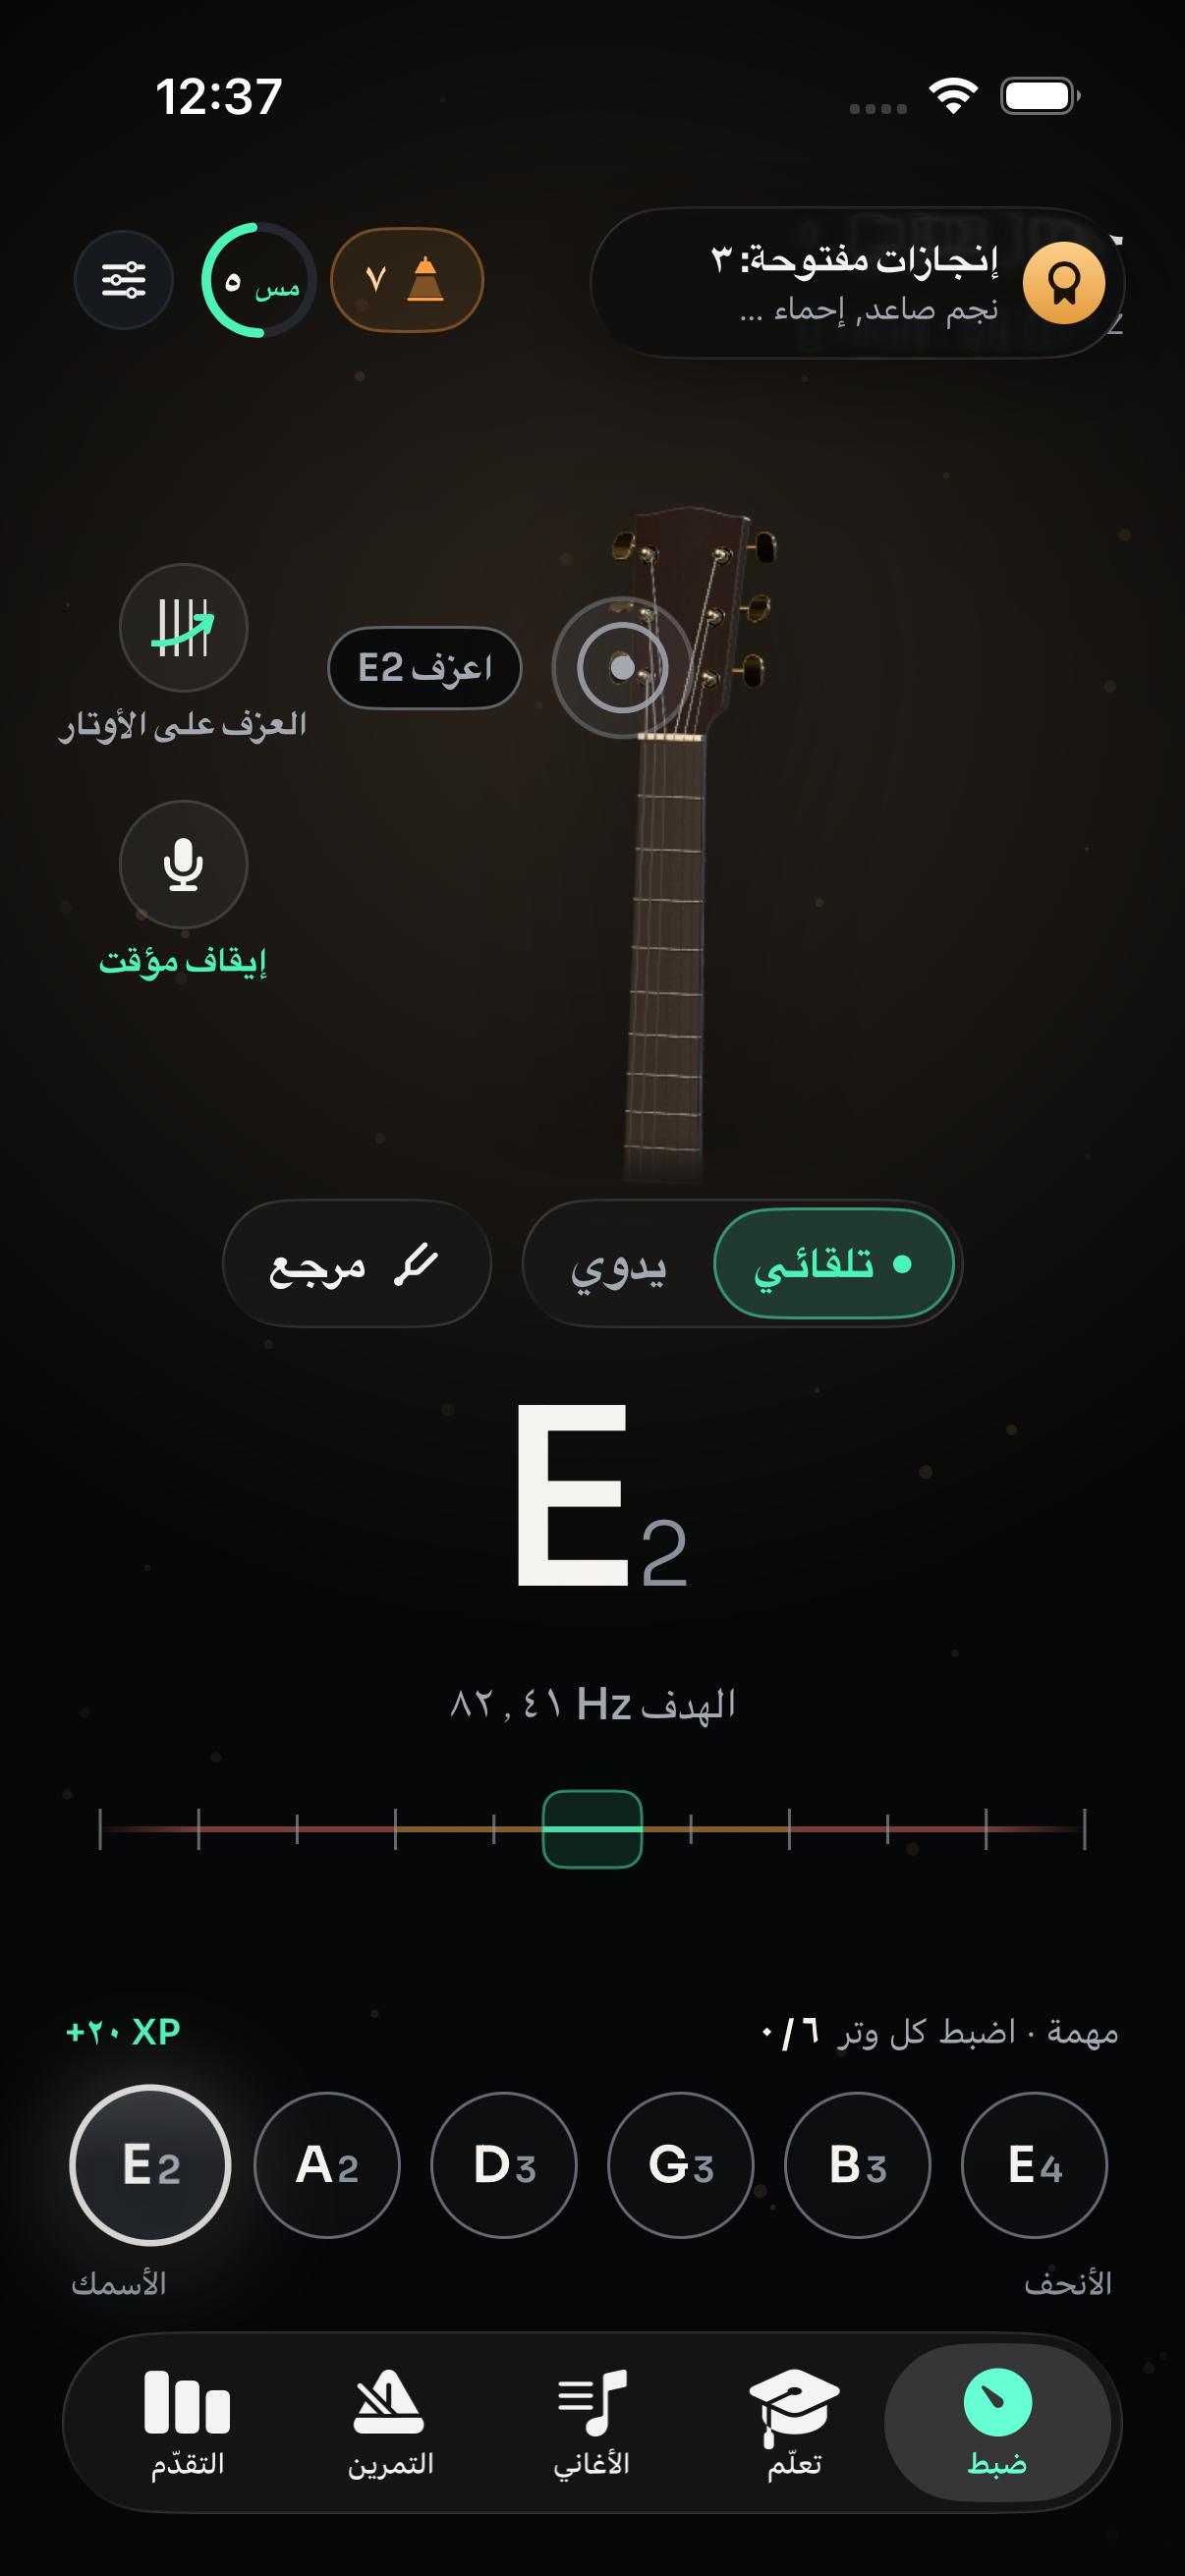 12:37
إنجازات مفتوحة: ٣
نجم صاعد, إحماء ...
٧
مس ٥
اعزف E2
العزف على الأوتار
إيقاف مؤقت
تلقائي
يدوي
مرجع
E2
الهدف ٨٢,٤١ Hz
مهمة · اضبط كل وتر ٠/٦
+٢٠ XP
E2 A2 D3 G3 B3 E4
الأنحف
الأسمك
ضبط
تعلّم
الأغاني
التمرين
التقدّم